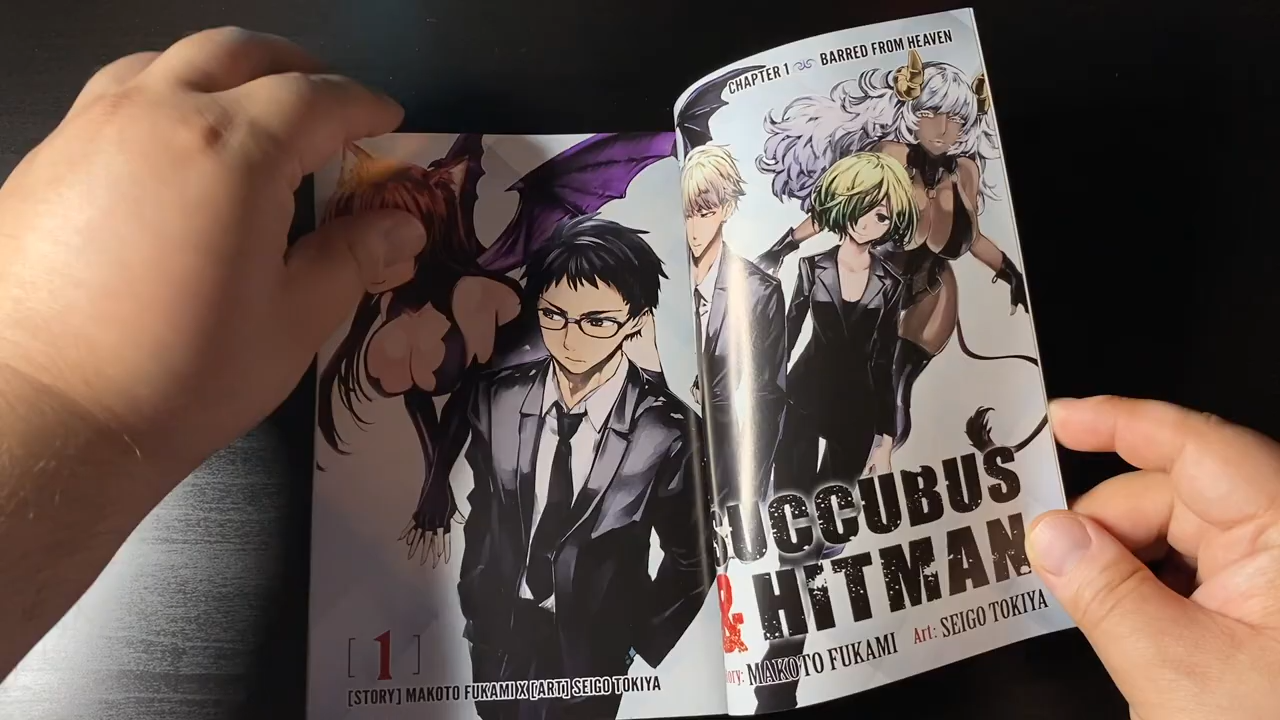 [1]
[STORY] MAKOTO FUKAMI X [ART] SEIGO TOKIYA
CHAPTER 1 BARRED FROM HEAVEN
SUCCUBUS
& HITMAN
ory: MAKOTO FUKAMI Art: SEIGO TOKIYA